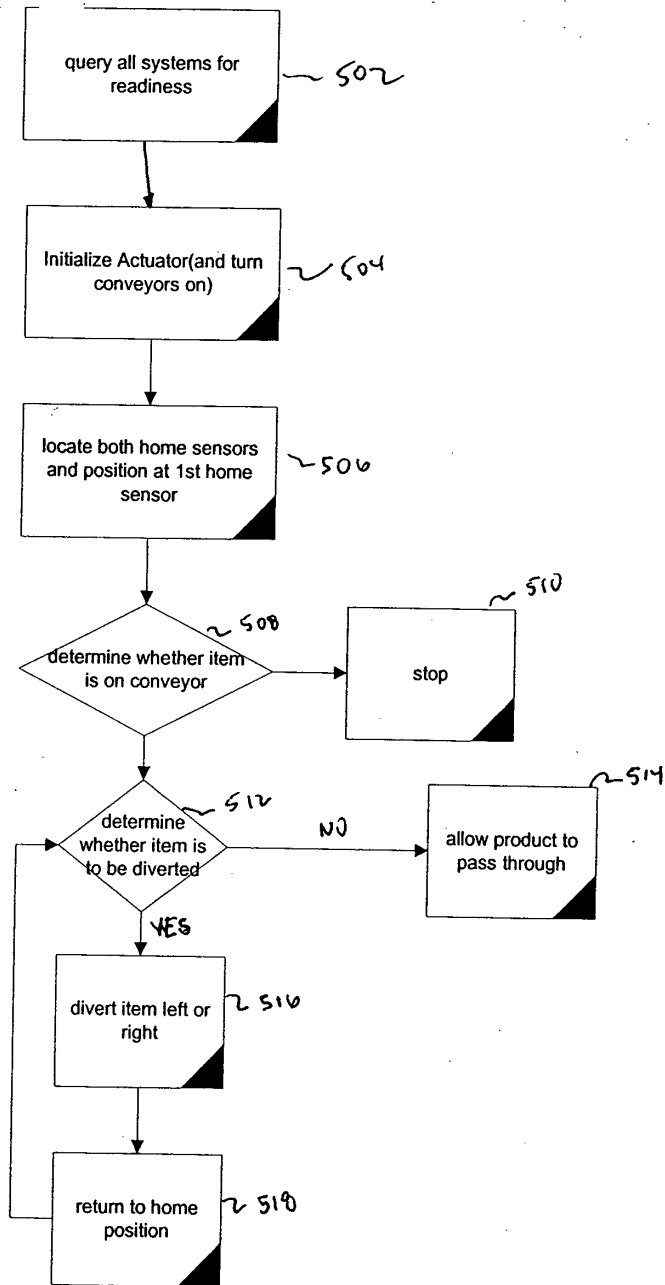 query all systems for
readiness
502
Initialize Actuator(and turn
conveyors on)
504
locate both home sensors
and position at 1st home
sensor
506
508
determine whether item
is on conveyor
510
stop
512
determine
whether item is
to be diverted
NO
514
allow product to
pass through
YES
divert item left or
right
516
return to home
position
518